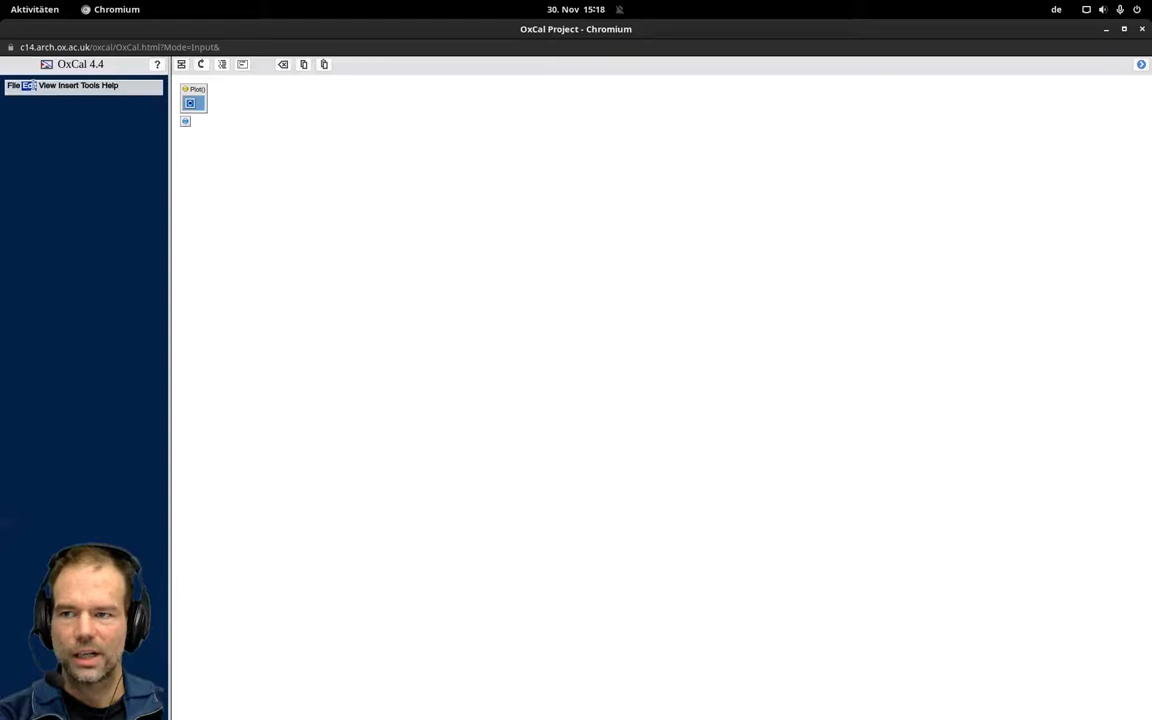 Aktivitäten Chromium 30. Nov 15:18 de
OxCal Project - Chromium
c14.arch.ox.ac.uk/oxcal/OxCal.html?Mode=Input&
OxCal 4.4 ?
File Edit View Insert Tools Help
Plot()